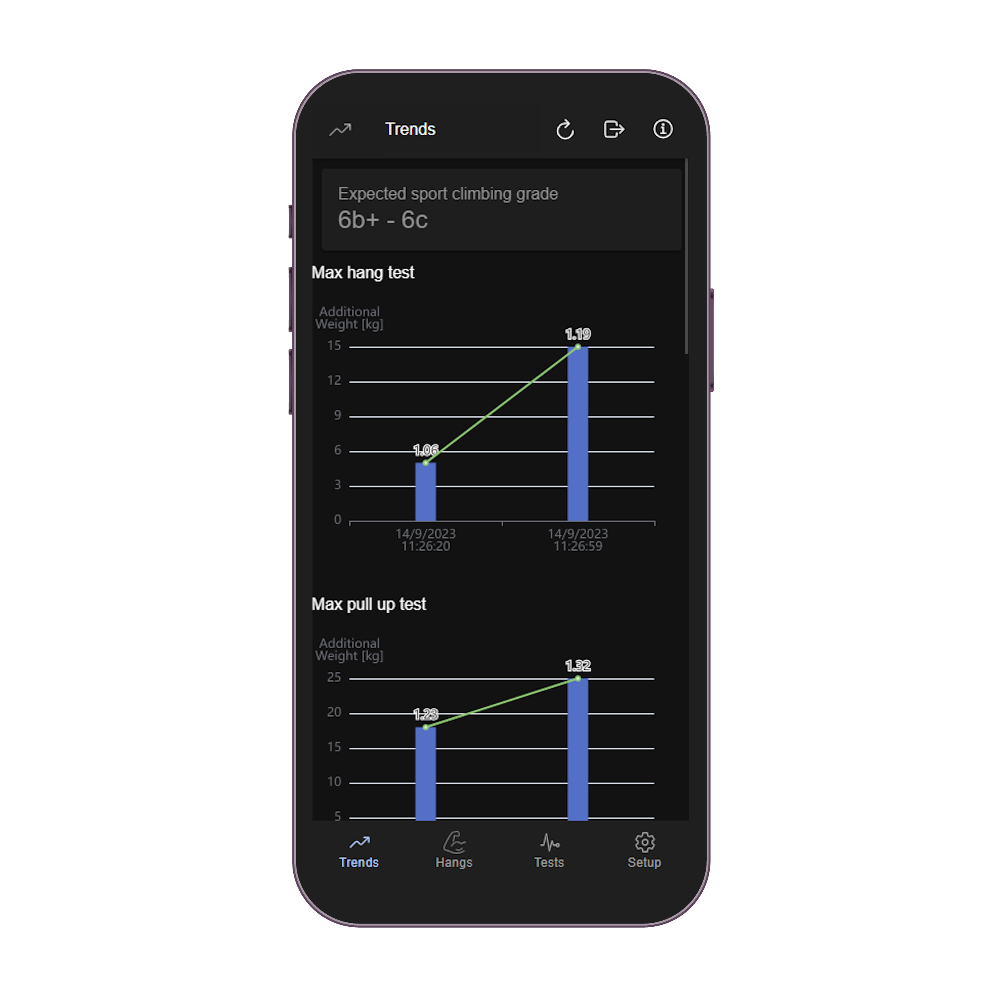 Trends
Expected sport climbing grade
6b+ - 6c
Max hang test
Additional
Weight [kg]
1.19
15
12
9
1.06
6
3
0
14/9/2023 14/9/2023
11:26:20 11:26:59
Max pull up test
Additional
Weight [kg]
1.32
25
1.23
20
15
10
5
Trends Hangs Tests Setup